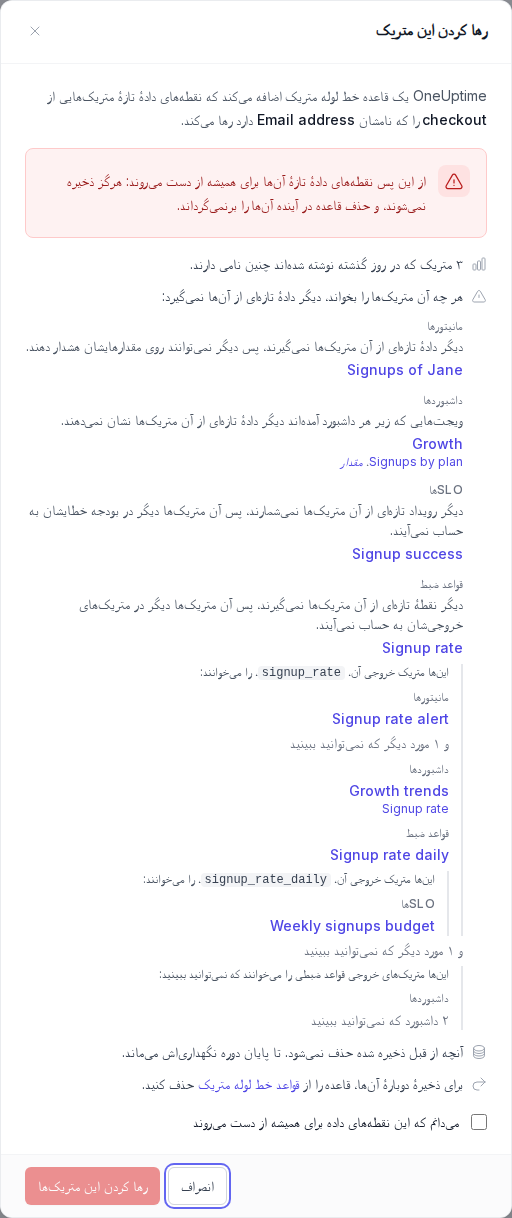 رها کردن این متریک
OneUptime یک قاعده خط لوله متریک اضافه می‌کند که نقطه‌های دادهٔ تازهٔ متریک‌هایی از
checkout را که نامشان Email address دارد رها می‌کند.
از این پس نقطه‌های دادهٔ تازهٔ آن‌ها برای همیشه از دست می‌روند: هرگز ذخیره
نمی‌شوند، و حذف قاعده در آینده آن‌ها را برنمی‌گرداند.
۳ متریک که در روز گذشته نوشته شده‌اند چنین نامی دارند.
هر چه آن متریک‌ها را بخواند، دیگر دادهٔ تازه‌ای از آن‌ها نمی‌گیرد:
مانیتورها
دیگر دادهٔ تازه‌ای از آن متریک‌ها نمی‌گیرند، پس دیگر نمی‌توانند روی مقدارهایشان هشدار دهند.
Signups of Jane
داشبوردها
ویجت‌هایی که زیر هر داشبورد آمده‌اند دیگر دادهٔ تازه‌ای از آن متریک‌ها نشان نمی‌دهند.
Growth
Signups by plan، مقدار
SLOها
دیگر رویداد تازه‌ای از آن متریک‌ها نمی‌شمارند، پس آن متریک‌ها دیگر در بودجه خطایشان به
حساب نمی‌آیند.
Signup success
قواعد ضبط
دیگر نقطهٔ تازه‌ای از آن متریک‌ها نمی‌گیرند، پس آن متریک‌ها دیگر در متریک‌های
خروجی‌شان به حساب نمی‌آیند.
Signup rate
این‌ها متریک خروجی آن، signup_rate، را می‌خوانند:
مانیتورها
Signup rate alert
و ۱ مورد دیگر که نمی‌توانید ببینید
داشبوردها
Growth trends
Signup rate
قواعد ضبط
Signup rate daily
این‌ها متریک خروجی آن، signup_rate_daily، را می‌خوانند:
SLOها
Weekly signups budget
و ۱ مورد دیگر که نمی‌توانید ببینید
این‌ها متریک‌های خروجی قواعد ضبطی را می‌خوانند که نمی‌توانید ببینید:
داشبوردها
۲ داشبورد که نمی‌توانید ببینید
آنچه از قبل ذخیره شده حذف نمی‌شود، تا پایان دوره نگهداری‌اش می‌ماند.
برای ذخیرهٔ دوبارهٔ آن‌ها، قاعده را از قواعد خط لوله متریک حذف کنید.
می‌دانم که این نقطه‌های داده برای همیشه از دست می‌روند
انصراف
رها کردن این متریک‌ها